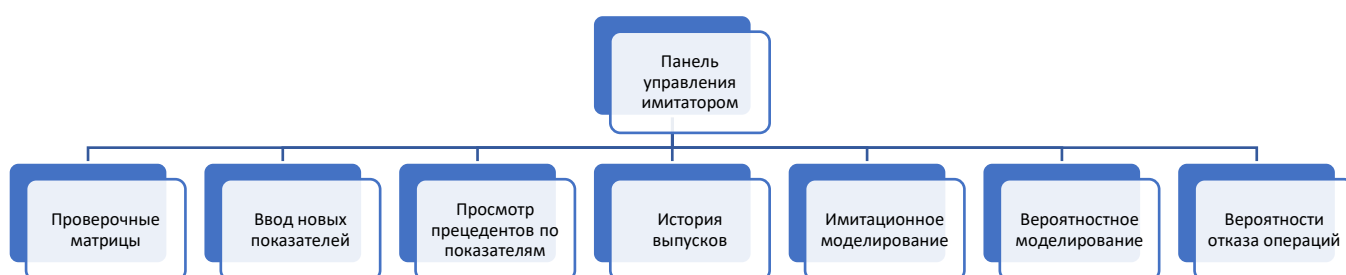 Панель
управления
имитатором
Проверочные
матрицы
Ввод новых
показателей
Просмотр
прецедентов по
показателям
История
выпусков
Имитационное
моделирование
Вероятностное
моделирование
Вероятности
отказа операций